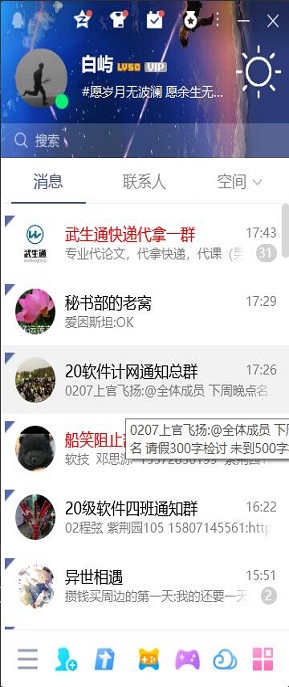 白屿 LV50 VIP
#愿岁月无波澜 愿余生无...
搜索
消息 联系人 空间
武生通快递代拿一群 17:43
专业代论文，代拿快递，代课（ 31
武生通
秘书部的老窝 17:29
爱因斯坦:OK
20软件计网通知总群 17:26
0207上官飞扬:@全体成员 下周晚点名
船笑阻止
0207上官飞扬:@全体成员 下
名 请假300字检讨 未到500字
软技 邓思源 紫荆园
20级软件四班通知群 16:22
02程弦 紫荆园105 15807145561:http
异世相遇 15:51
攒钱买周边的第一天:我的还要一天 2